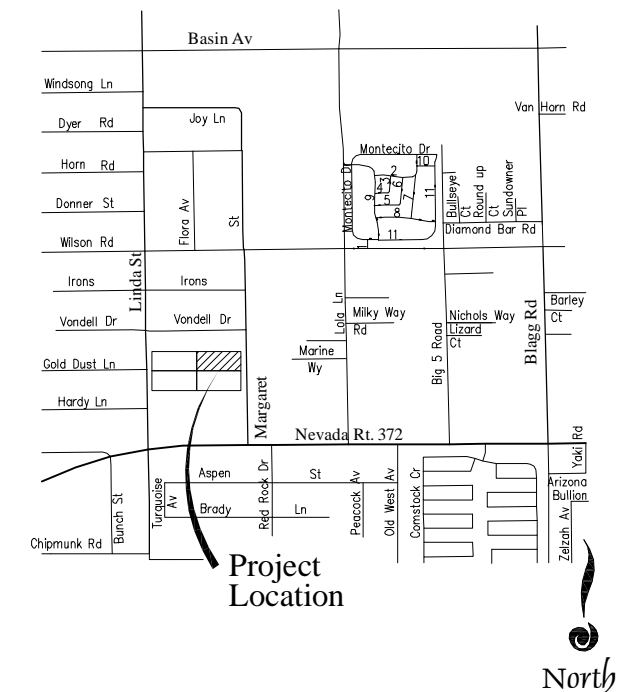 Basin Av
Windsong Ln
Van Horn Rd
Dyer Rd
Joy Ln
Montecito Dr
10
Horn Rd
2
3
4
6
5
7
9
8
11
11
Montecito Dr
Bullseye
Ct
Round up
Ct
Sundowner
Pl
Donner St
Flora Av
St
Diamond Bar Rd
Wilson Rd
Linda St
Irons
Irons
Barley
Ct
Lola Ln
Milky Way
Rd
Nichols Way
Lizard
Ct
Vondell Dr
Vondell Dr
Blagg Rd
Big 5 Road
Marine
Wy
Gold Dust Ln
Hardy Ln
Margaret
Nevada Rt. 372
Yaki Rd
Aspen St
Turquoise
Av
Red Rock Dr
Peacock Av
Old West Av
Comstock Cr
Arizona
Bullion
Bunch St
Brady Ln
Zelzah Av
Chipmunk Rd
Project
Location
North